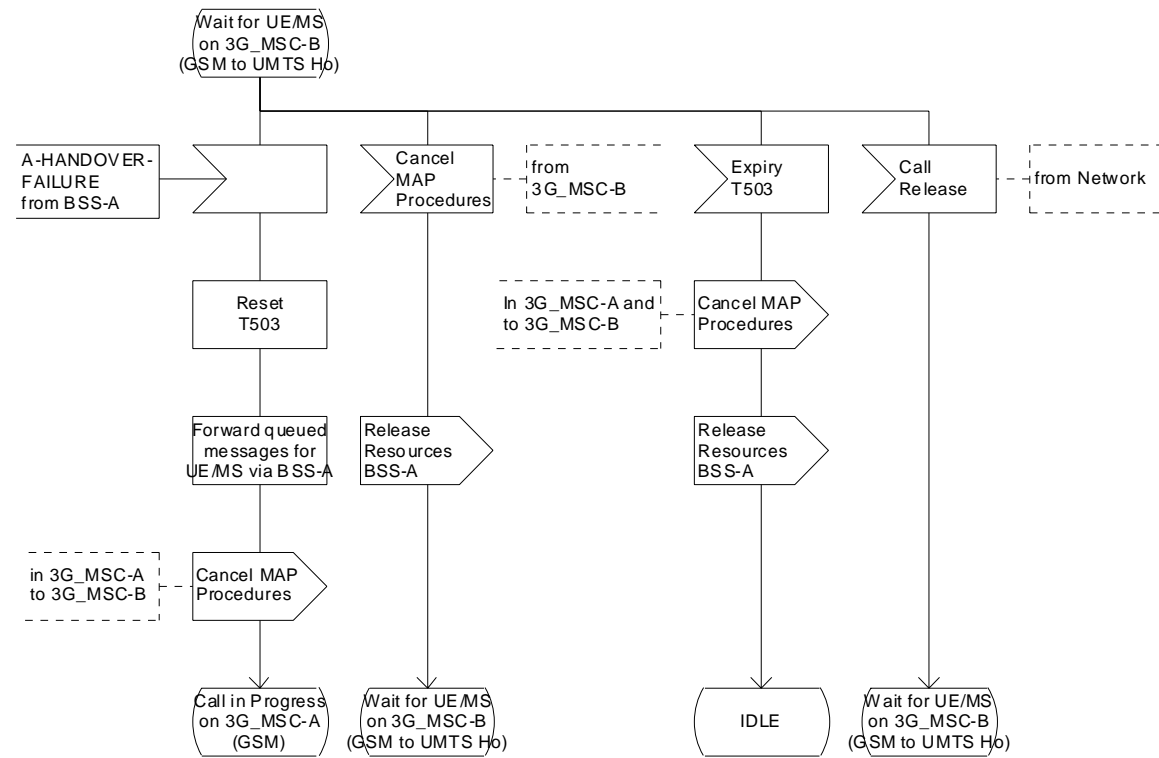 Wait for UE/MS
on 3G_MSC-B
(GSM to UMTS Ho)
A-HANDOVER-
FAILURE
from BSS-A
Cancel
MAP
Procedures
from
3G_MSC-B
Expiry
T503
Call
Release
from Network
Reset
T503
In 3G_MSC-A and
to 3G_MSC-B
Cancel MAP
Procedures
Forward queued
messages for
UE/MS via BSS-A
Release
Resources
BSS-A
Release
Resources
BSS-A
in 3G_MSC-A
to 3G_MSC-B
Cancel MAP
Procedures
Call in Progress
on 3G_MSC-A
(GSM)
Wait for UE/MS
on 3G_MSC-B
(GSM to UMTS Ho)
IDLE
Wait for UE/MS
on 3G_MSC-B
(GSM to UMTS Ho)